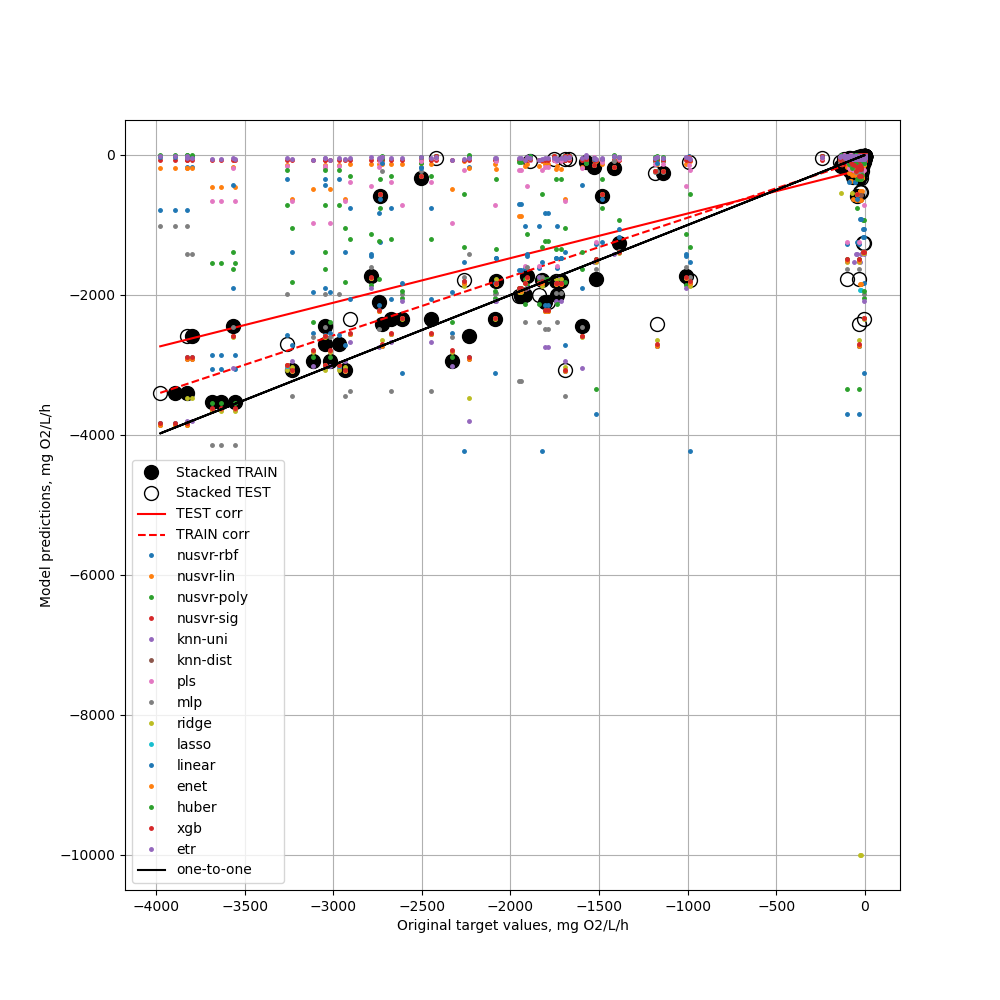 0
−2000
−4000
−6000
−8000
−10000
Model predictions, mg O2/L/h
Stacked TRAIN
Stacked TEST
TEST corr
TRAIN corr
nusvr-rbf
nusvr-lin
nusvr-poly
nusvr-sig
knn-uni
knn-dist
pls
mlp
ridge
lasso
linear
enet
huber
xgb
etr
one-to-one
−4000 −3500 −3000 −2500 −2000 −1500 −1000 −500 0
Original target values, mg O2/L/h